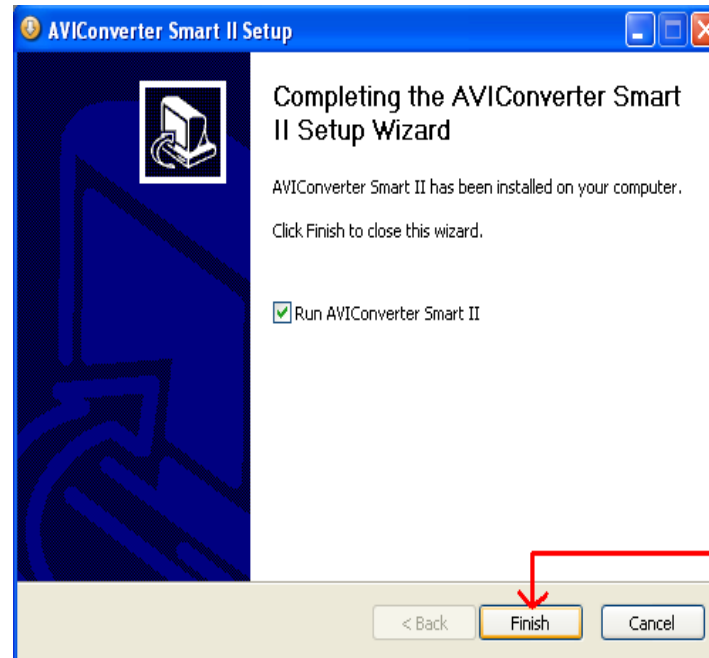 AVIConverter Smart II Setup
Completing the AVIConverter Smart
II Setup Wizard
AVIConverter Smart II has been installed on your computer.
Click Finish to close this wizard.
Run AVIConverter Smart II
< Back
Finish
Cancel